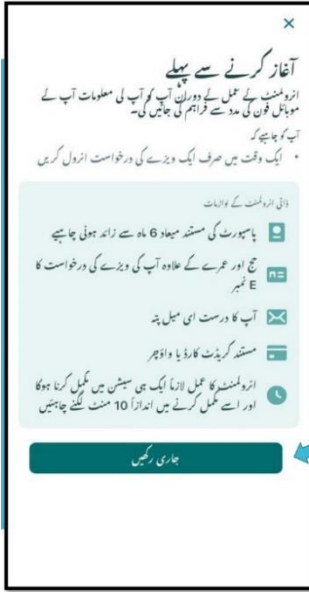 آغاز کرنے سے پہلے
انرولمنٹ کے عمل کے دوران آپ کو آپ کی معلومات آپ کے
موبائل فون کی مدد سے فراہم کی جائیں گی۔
آپ کو چاہیے کہ
• ایک وقت میں صرف ایک ویزے کی درخواست انرول کریں
ذاتی انرولمنٹ کے لوازمات
پاسپورٹ کی مستند میعاد 6 ماہ سے زائد ہونی چاہیے
حج اور عمرے کے علاوہ آپ کی ویزے کی درخواست کا
E نمبر
آپ کا درست ای میل پتہ
مستند کریڈٹ کارڈ یا واؤچر
انرولمنٹ کا عمل لازماً ایک ہی سیشن میں مکمل کرنا ہوگا
اور اسے مکمل کرنے میں اندازاً 10 منٹ لگنے چاہییں
جاری رکھیں